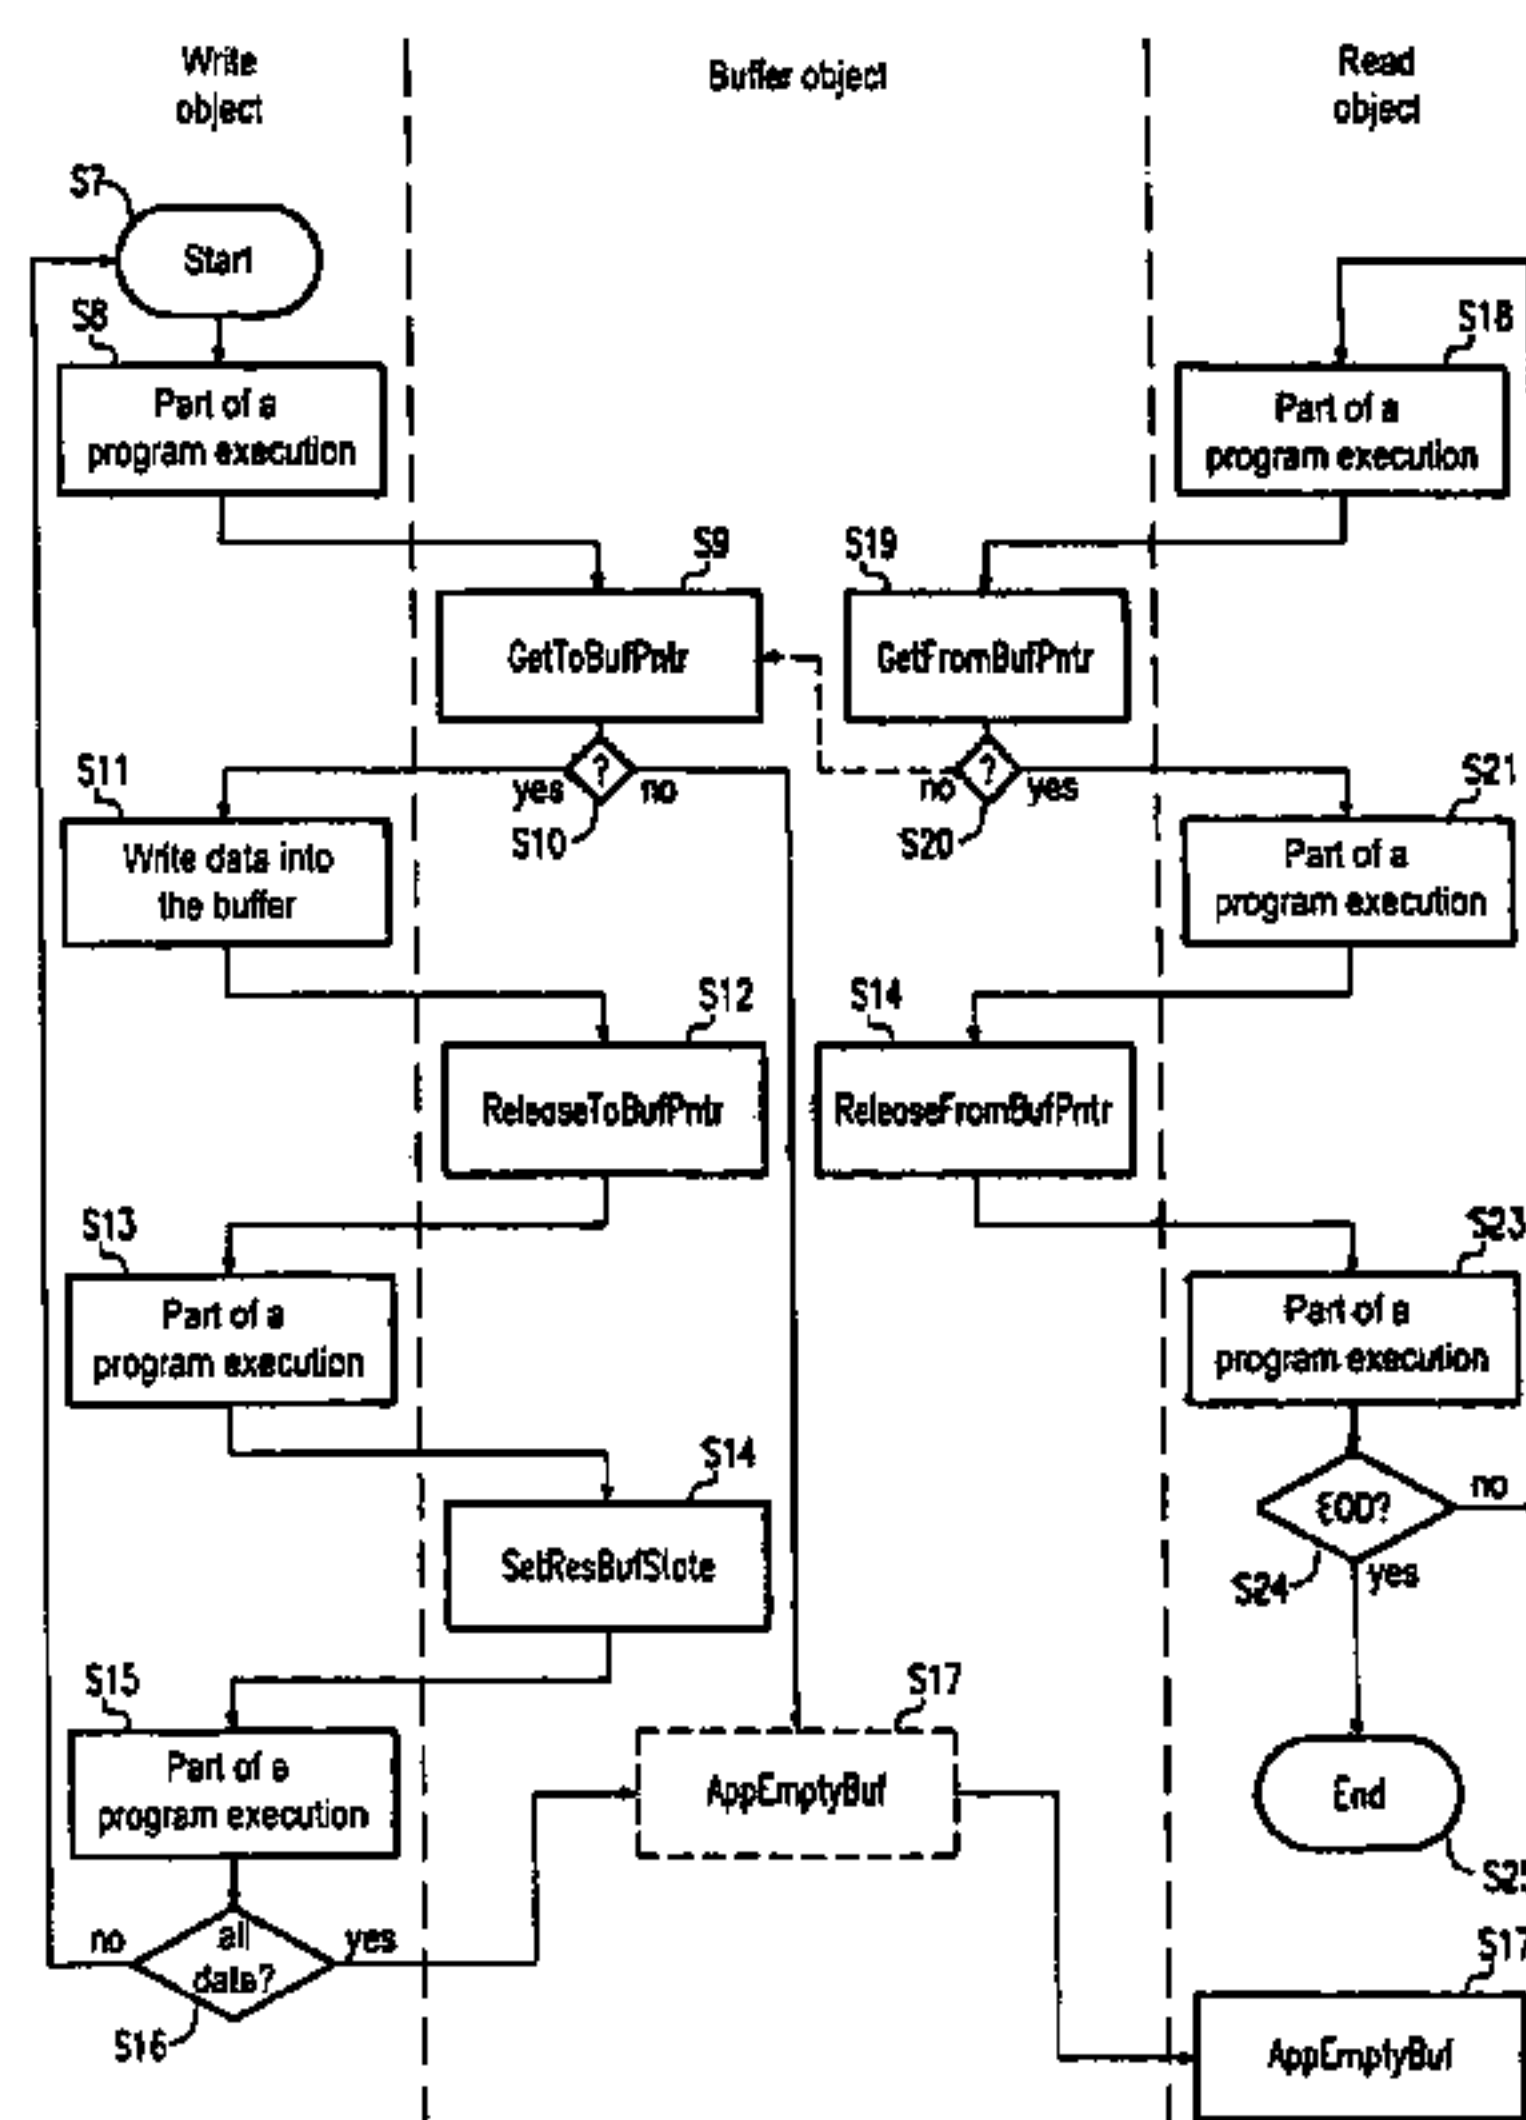 Write
object
Buffer object
Read
object
S7
Start
S8
Part of a
program execution
S18
Part of a
program execution
S9
GetToBufPntr
S19
GetFromBufPntr
?
yes
no
S10
?
no
yes
S20
S11
Write data into
the buffer
S21
Part of a
program execution
S12
ReleaseToBufPntr
S14
ReleaseFromBufPntr
S13
Part of a
program execution
S23
Part of a
program execution
S14
SetResBufState
EOD?
no
S24
yes
S15
Part of a
program execution
S17
AppEmptyBuf
End
all
data?
no
yes
S16
S17
AppEmptyBuf